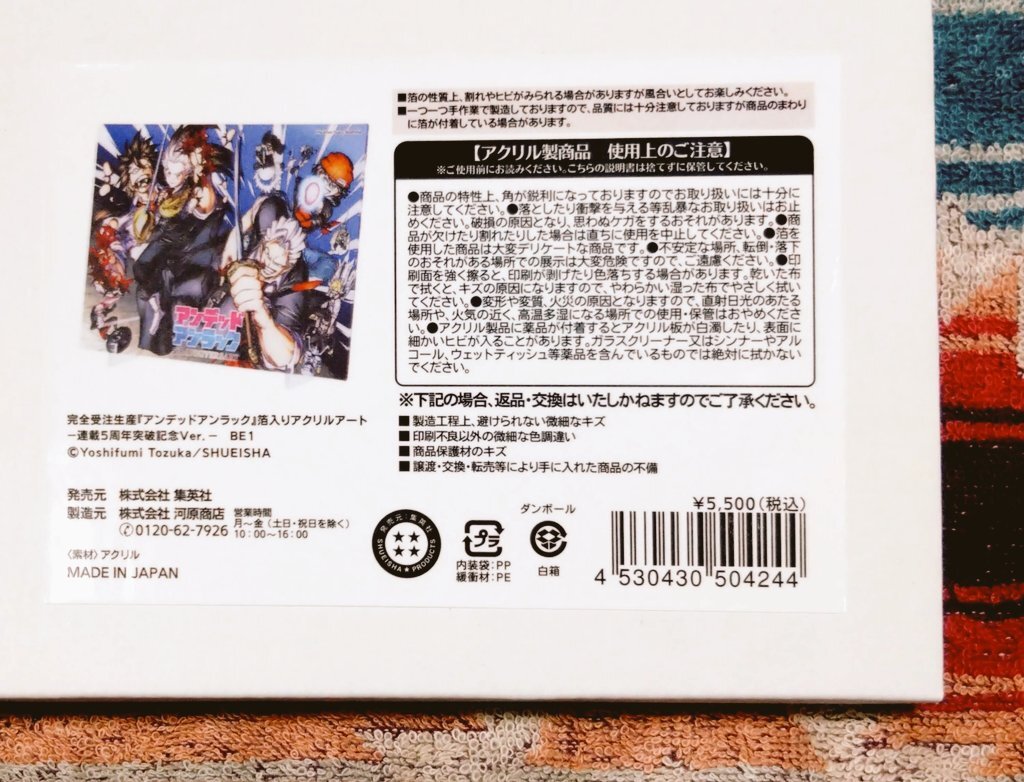 アンデッド
アンラック
完全受注生産『アンデッドアンラック』箔入りアクリルアート
－連載5周年突破記念Ver.－ BE1
©Yoshifumi Tozuka/SHUEISHA
発売元 株式会社 集英社
製造元 株式会社 河原商店
0120-62-7926
営業時間
月～金（土日・祝日を除く）
10：00～16：00
〈素材〉アクリル
MADE IN JAPAN
■箔の性質上、割れやヒビがみられる場合がありますが風合いとしてお楽しみください。
■一つ一つ手作業で製造しておりますので、品質には十分注意しておりますが商品のまわり
に箔が付着している場合があります。
【アクリル製商品 使用上のご注意】
※ご使用前にお読みください。こちらの説明書は捨てずに保管してください。
●商品の特性上、角が鋭利になっておりますのでお取り扱いには十分に
注意してください。●落としたり衝撃を与える等乱暴なお取り扱いはお止
めください。破損の原因となり、思わぬケガをするおそれがあります。●商
品が欠けたり割れたりした場合は直ちに使用を中止してください。●箔を
使用した商品は大変デリケートな商品です。●不安定な場所、転倒・落下
のおそれがある場所での展示は大変危険ですので、ご遠慮ください。●印
刷面を強く擦ると、印刷が剥げたり色落ちする場合があります。乾いた布
で拭くと、キズの原因になりますので、やわらかい湿った布でやさしく拭い
てください。●変形や変質、火災の原因となりますので、直射日光のあたる
場所や、火気の近く、高温多湿になる場所での使用・保管はおやめくださ
い。●アクリル製品に薬品が付着するとアクリル板が白濁したり、表面に
細かいヒビが入ることがあります。ガラスクリーナー又はシンナーやアル
コール、ウェットティッシュ等薬品を含んでいるものでは絶対に拭かない
でください。
※下記の場合、返品・交換はいたしかねますのでご了承ください。
■製造工程上、避けられない微細なキズ
■印刷不良以外の微細な色調違い
■商品保護材のキズ
■譲渡・交換・転売等により手に入れた商品の不備
発売元：集英社
SHUEISHA★PRODUCTS
プラ
内装袋：PP
緩衝材：PE
ダンボール
白箱
¥5,500（税込）
4 530430 504244